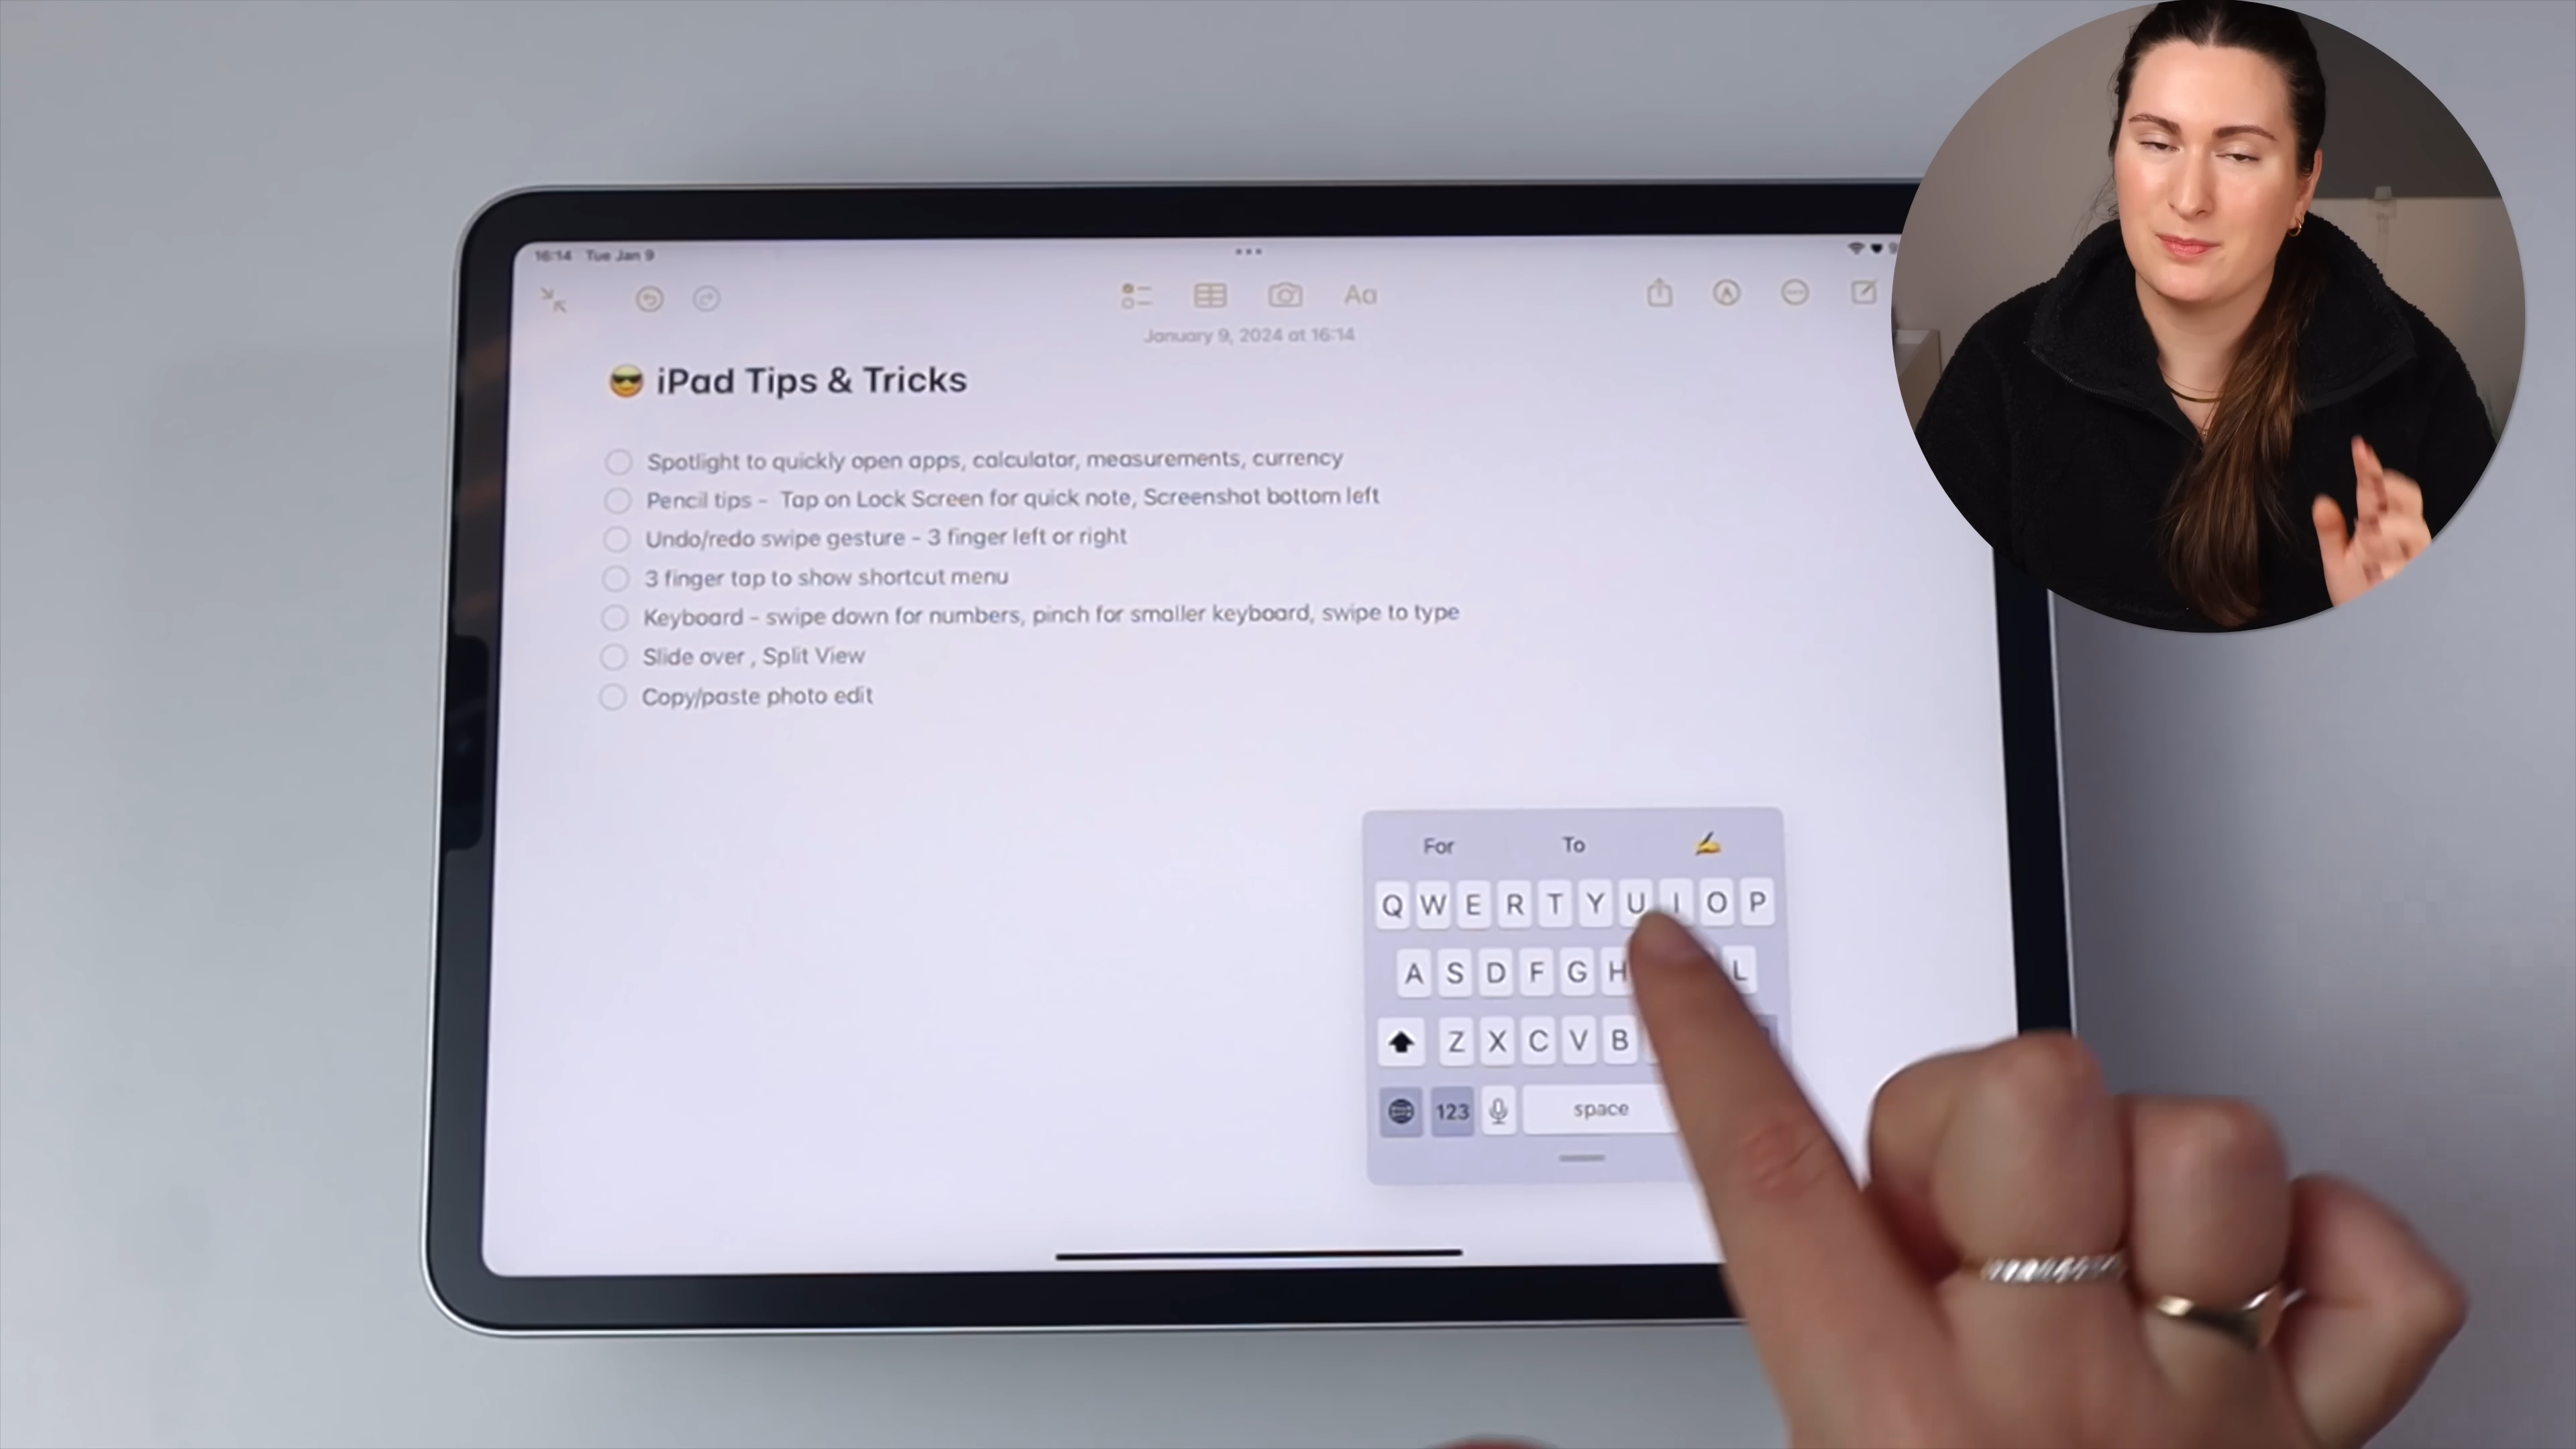 16:14 Tue Jan 9
Aa
January 9, 2024 at 16:14
😎 iPad Tips & Tricks
Spotlight to quickly open apps, calculator, measurements, currency
Pencil tips - Tap on Lock Screen for quick note, Screenshot bottom left
Undo/redo swipe gesture - 3 finger left or right
3 finger tap to show shortcut menu
Keyboard - swipe down for numbers, pinch for smaller keyboard, swipe to type
Slide over , Split View
Copy/paste photo edit
For To ✍️
Q W E R T Y U I O P
A S D F G H L
Z X C V B
123 space